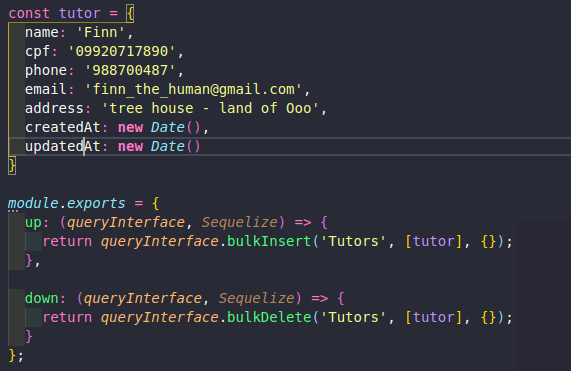 const tutor = {
  name: 'Finn',
  cpf: '09920717890',
  phone: '988700487',
  email: 'finn_the_human@gmail.com',
  address: 'tree house - land of Ooo',
  createdAt: new Date(),
  updatedAt: new Date()
}
module.exports = {
  up: (queryInterface, Sequelize) => {
    return queryInterface.bulkInsert('Tutors', [tutor], {});
  },
  down: (queryInterface, Sequelize) => {
    return queryInterface.bulkDelete('Tutors', [tutor], {});
  }
};